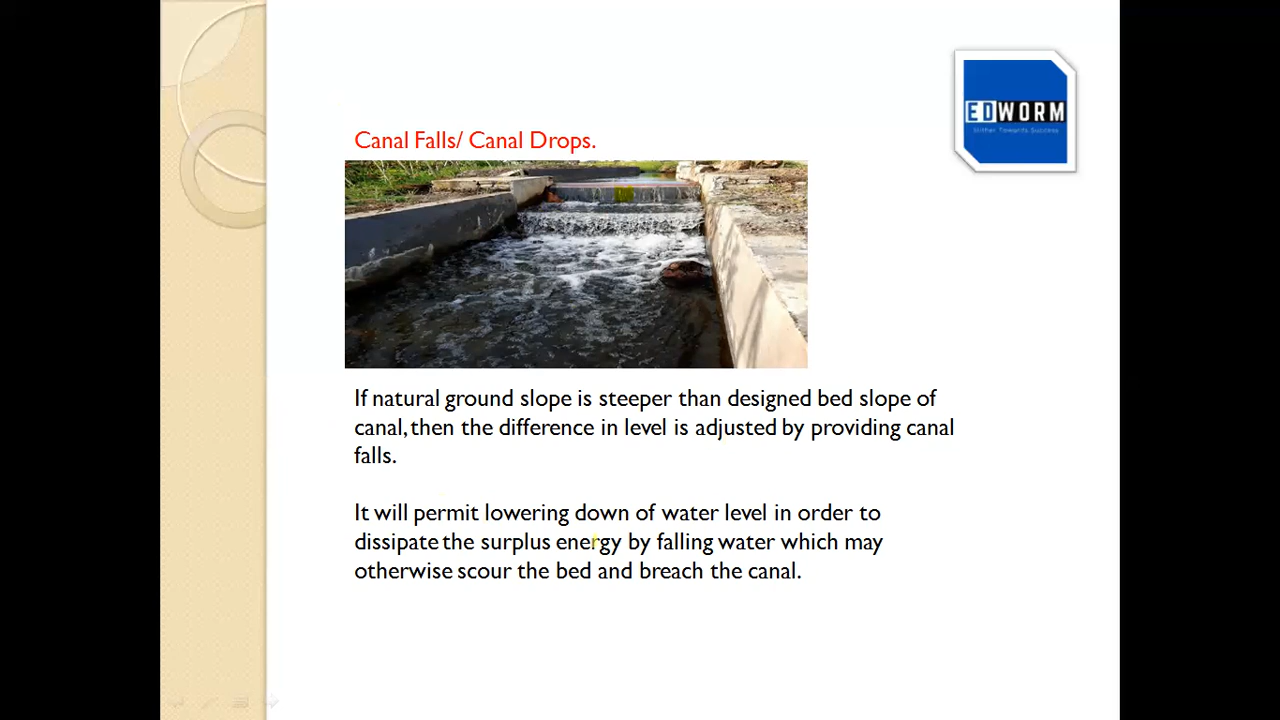 EDWORM
Canal Falls/ Canal Drops.
If natural ground slope is steeper than designed bed slope of
canal, then the difference in level is adjusted by providing canal
falls.
It will permit lowering down of water level in order to
dissipate the surplus energy by falling water which may
otherwise scour the bed and breach the canal.